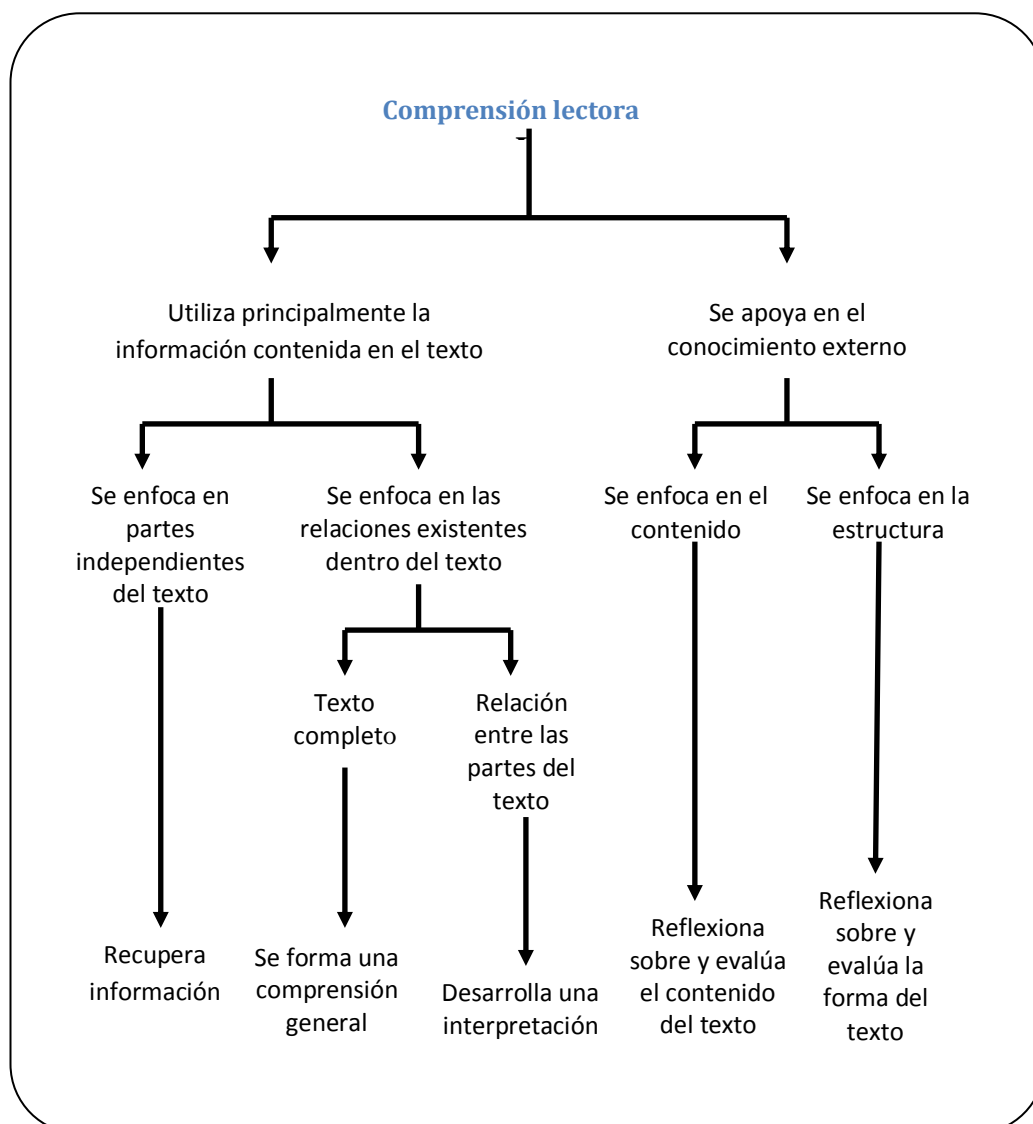 Comprensión lectora
Utiliza principalmente la
información contenida en el texto
Se apoya en el
conocimiento externo
Se enfoca en
partes
independientes
del texto
Se enfoca en las
relaciones existentes
dentro del texto
Se enfoca en el
contenido
Se enfoca en la
estructura
Texto
completo
Relación
entre las
partes del
texto
Recupera
información
Se forma una
comprensión
general
Desarrolla una
interpretación
Reflexiona
sobre y evalúa
el contenido
del texto
Reflexiona
sobre y
evalúa la
forma del
texto